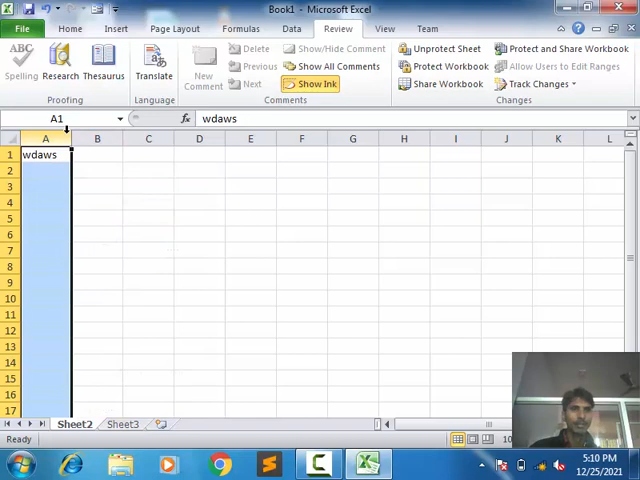 Book1 - Microsoft Excel
File Home Insert Page Layout Formulas Data Review View Team
ABC
Spelling Research Thesaurus
Proofing
Translate
Language
New Comment
Delete
Previous
Next
Show/Hide Comment
Show All Comments
Show Ink
Comments
Unprotect Sheet
Protect Workbook
Share Workbook
Protect and Share Workbook
Allow Users to Edit Ranges
Track Changes
Changes
A1 fx wdaws
A B C D E F G H I J K L
1 wdaws
2
3
4
5
6
7
8
9
10
11
12
13
14
15
16
17
Sheet2 Sheet3
Ready
5:10 PM
12/25/2021